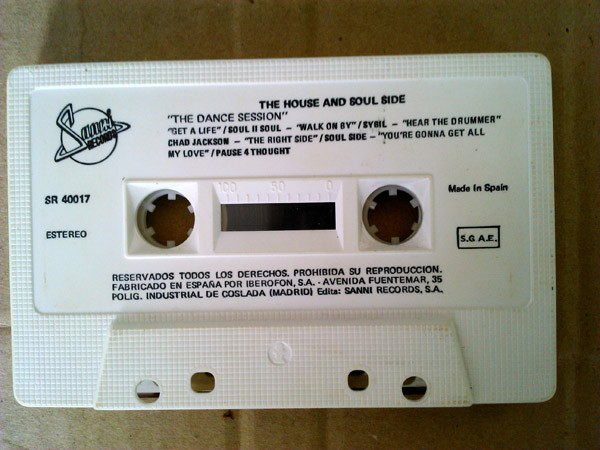 THE HOUSE AND SOUL SIDE
Sanni
RECORDS
"THE DANCE SESSION"
"GET A LIFE"/SOUL II SOUL – "WALK ON BY"/SYBIL – "HEAR THE DRUMMER"
CHAD JACKSON – "THE RIGHT SIDE"/SOUL SIDE – "YOU'RE GONNA GET ALL
MY LOVE"/PAUSE 4 THOUGHT
SR 40017
100 50 0
Made in Spain
ESTEREO
S.G.A.E.
RESERVADOS TODOS LOS DERECHOS. PROHIBIDA SU REPRODUCCION.
FABRICADO EN ESPAÑA POR IBEROFON, S.A. - AVENIDA FUENTEMAR, 35
POLIG. INDUSTRIAL DE COSLADA (MADRID) Edita: SANNI RECORDS, S.A.